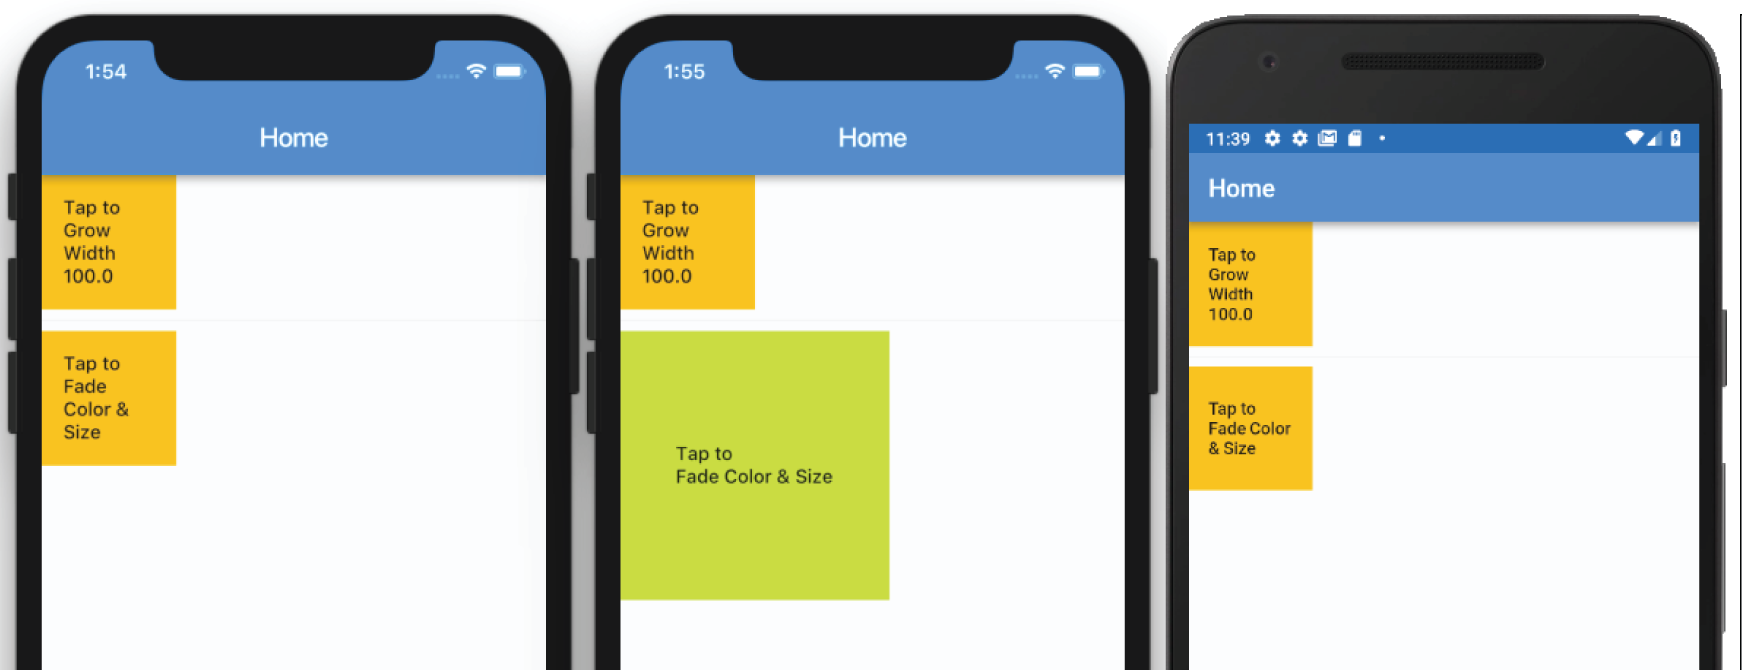 1:54
Home
Tap to
Grow
Width
100.0
Tap to
Fade
Color &
Size
1:55
Home
Tap to
Grow
Width
100.0
Tap to
Fade Color & Size
11:39
Home
Tap to
Grow
Width
100.0
Tap to
Fade Color
& Size